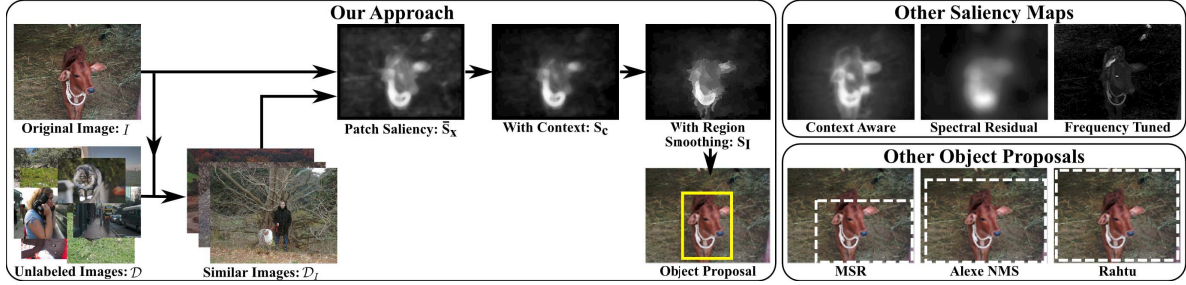 Our Approach
Original Image: I
Patch Saliency: S̄x
With Context: Sc
With Region
Smoothing: SI
Unlabeled Images: 𝒟
Similar Images: 𝒟I
Object Proposal
Other Saliency Maps
Context Aware
Spectral Residual
Frequency Tuned
Other Object Proposals
MSR
Alexe NMS
Rahtu